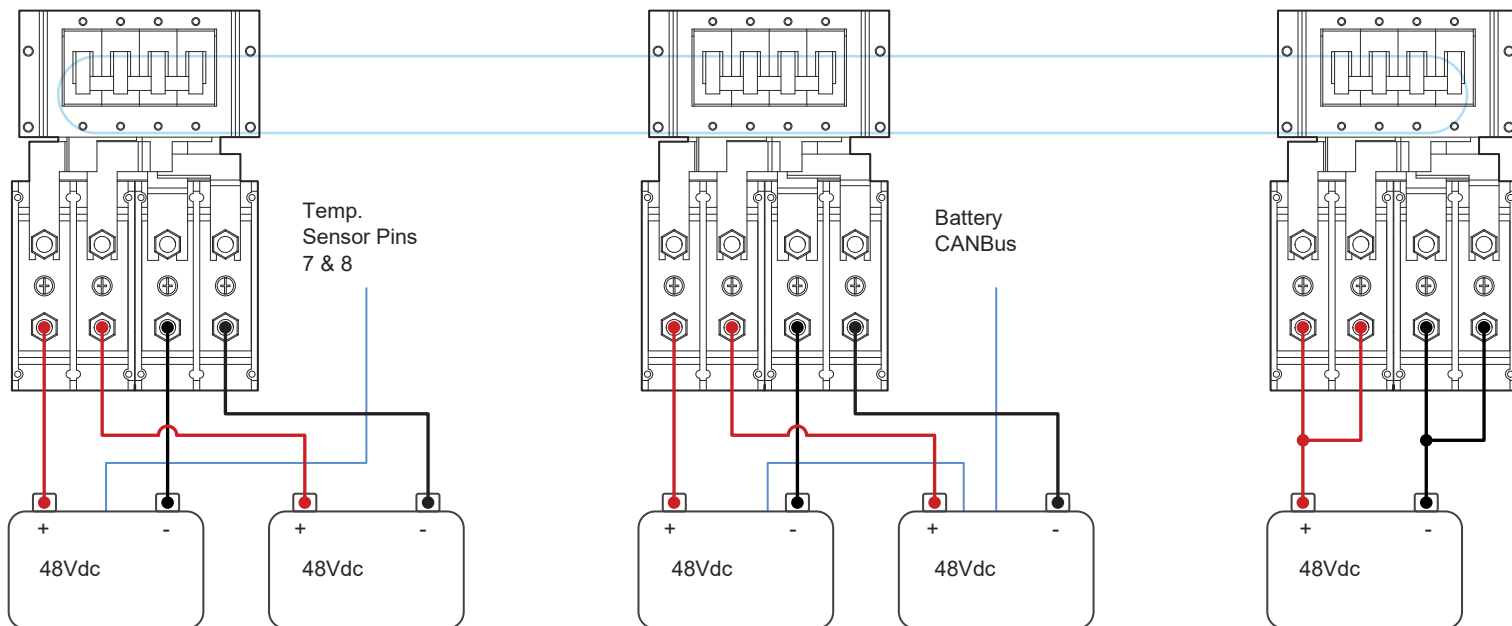 Temp.
Sensor Pins
7 & 8
Battery
CANBus
+ -
48Vdc
+ -
48Vdc
+ -
48Vdc
+ -
48Vdc
+ -
48Vdc